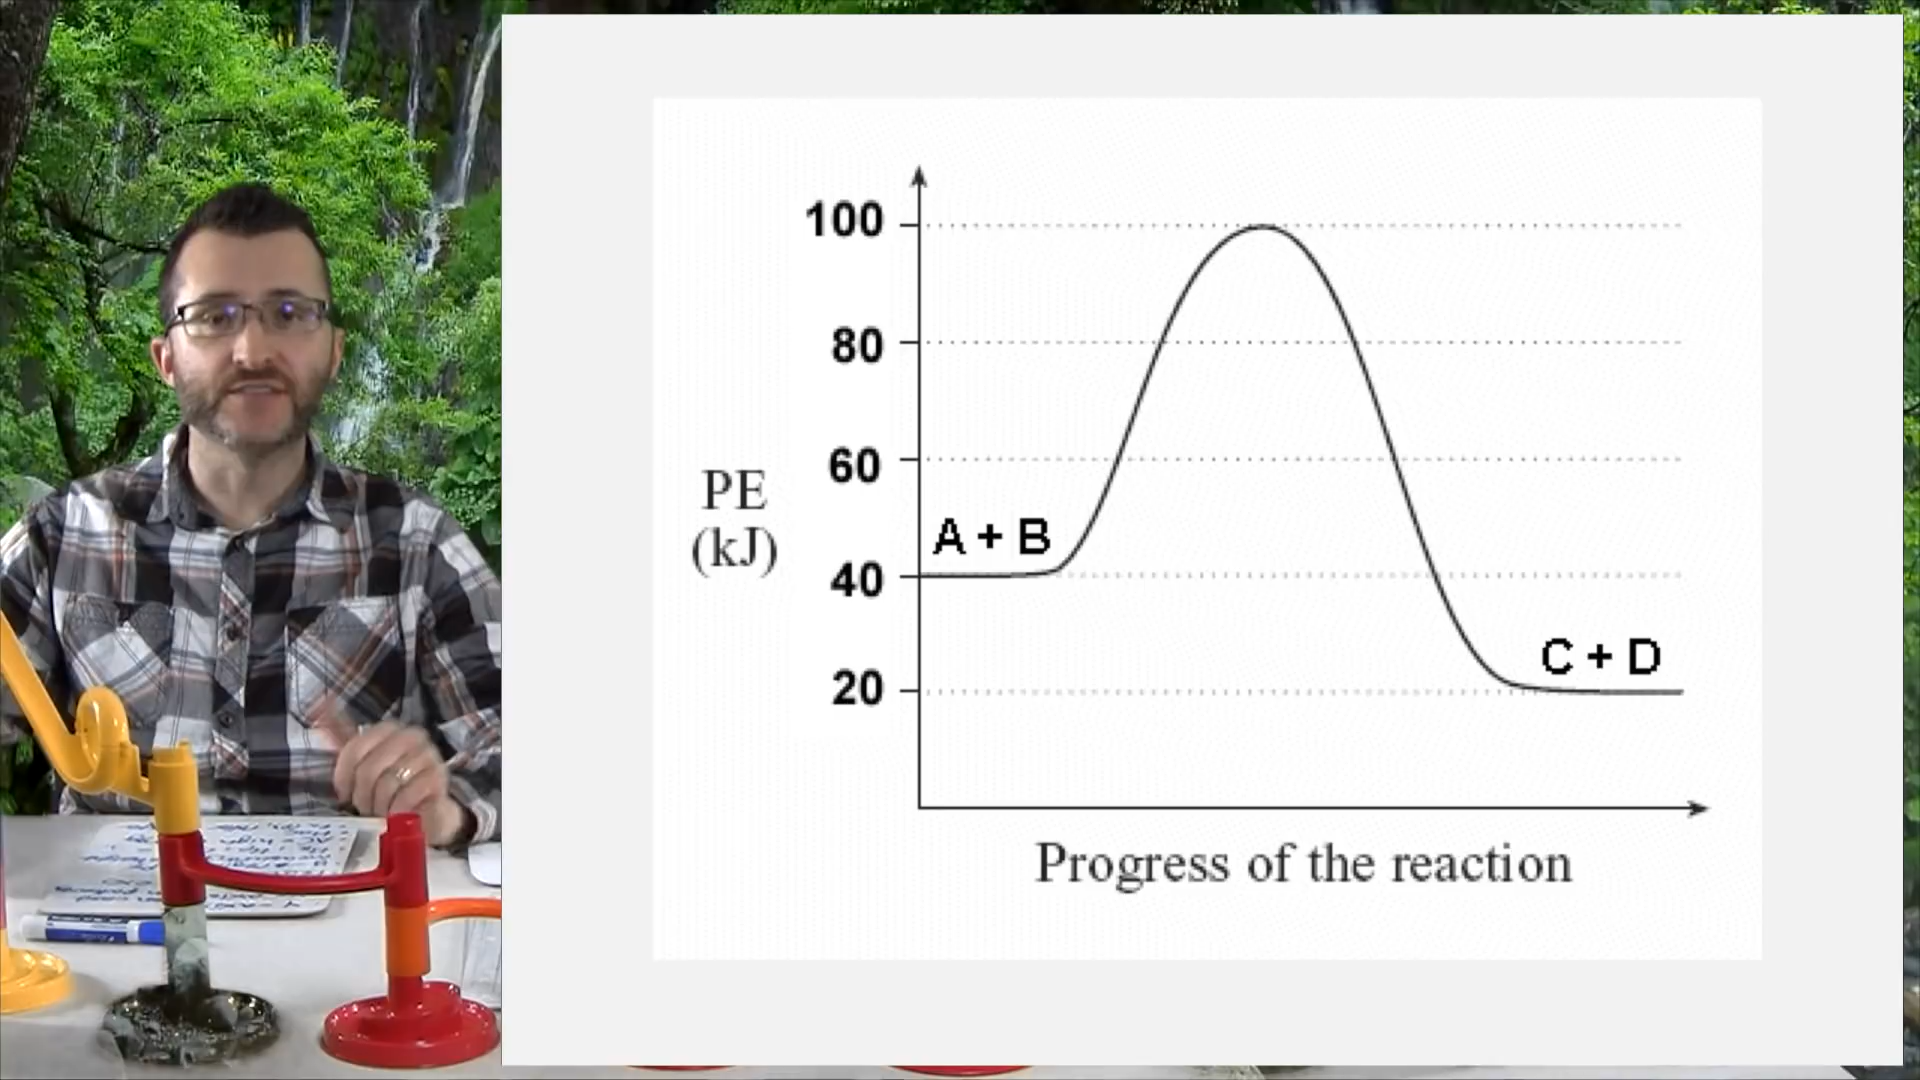 100
80
60
40
20
PE
(kJ)
A + B
C + D
Progress of the reaction